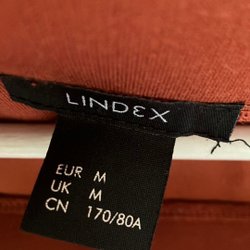 LINDEX
EUR M
UK M
CN 170/80A